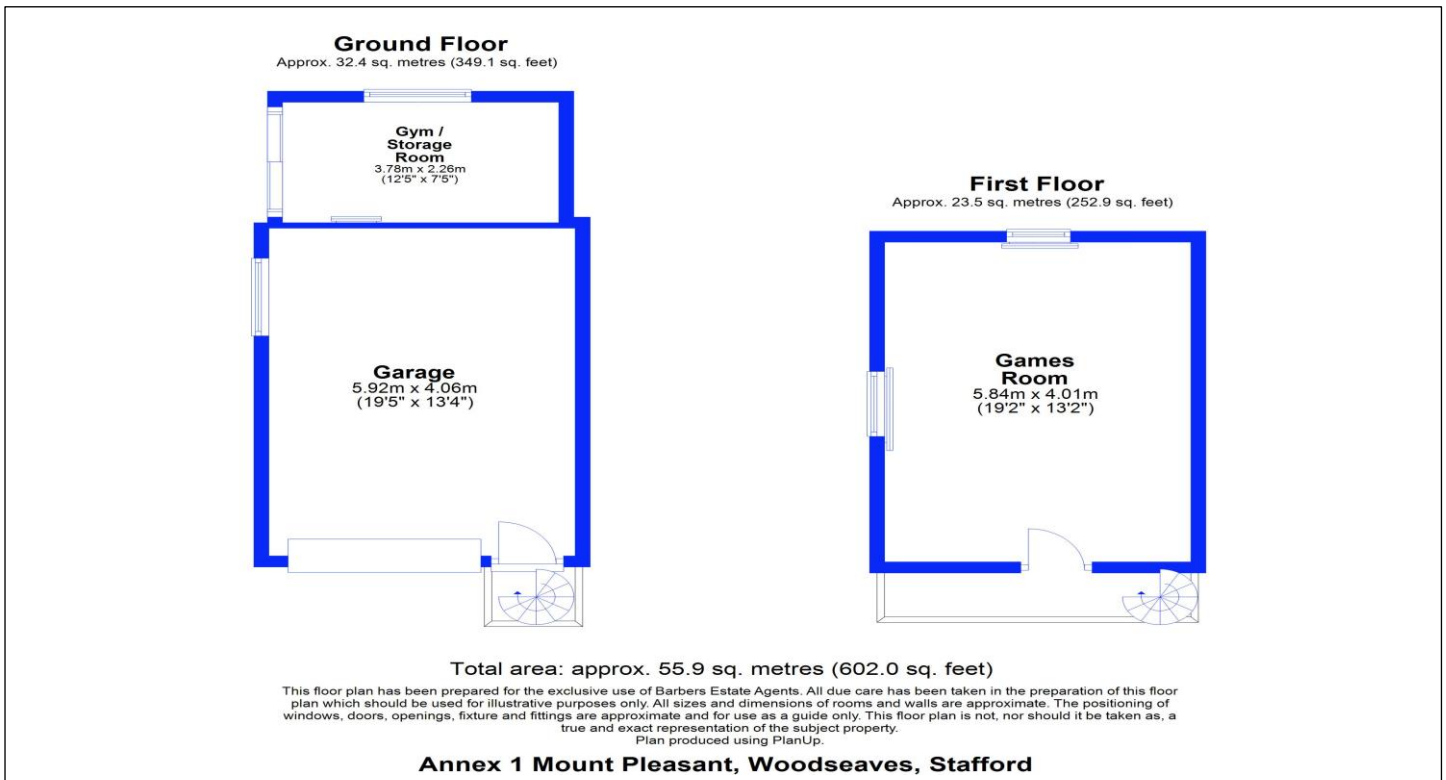 Ground Floor
Approx. 32.4 sq. metres (349.1 sq. feet)
Gym /
Storage
Room
3.78m x 2.26m
(12'5" x 7'5")
Garage
5.92m x 4.06m
(19'5" x 13'4")
First Floor
Approx. 23.5 sq. metres (252.9 sq. feet)
Games
Room
5.84m x 4.01m
(19'2" x 13'2")
Total area: approx. 55.9 sq. metres (602.0 sq. feet)
This floor plan has been prepared for the exclusive use of Barbers Estate Agents. All due care has been taken in the preparation of this floor
plan which should be used for illustrative purposes only. All sizes and dimensions of rooms and walls are approximate. The positioning of
windows, doors, openings, fixture and fittings are approximate and for use as a guide only. This floor plan is not, nor should it be taken as, a
true and exact representation of the subject property.
Plan produced using PlanUp.
Annex 1 Mount Pleasant, Woodseaves, Stafford